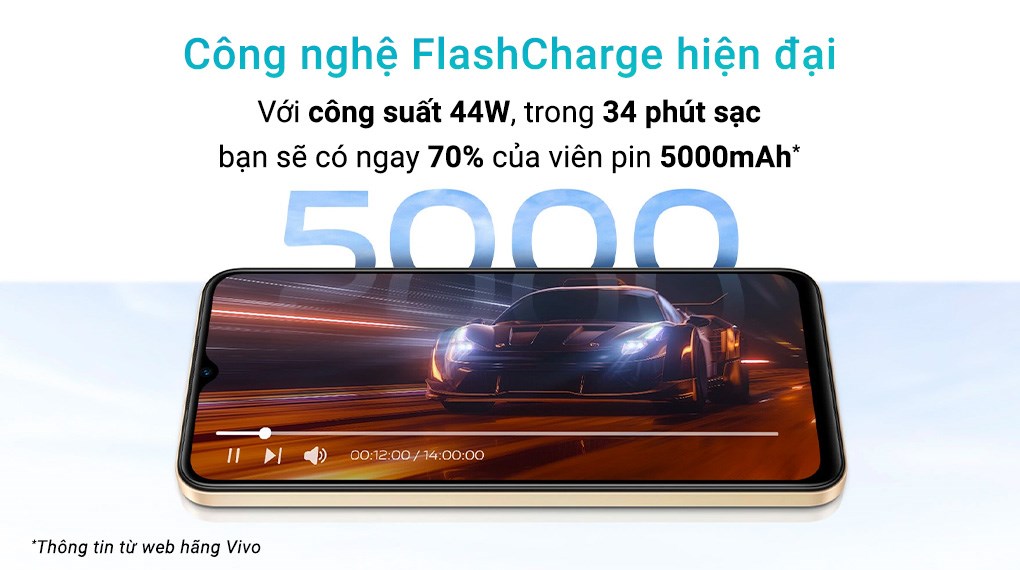 Công nghệ FlashCharge hiện đại
Với công suất 44W, trong 34 phút sạc
bạn sẽ có ngay 70% của viên pin 5000mAh*
5000
00:12:00 / 14:00:00
*Thông tin từ web hãng Vivo